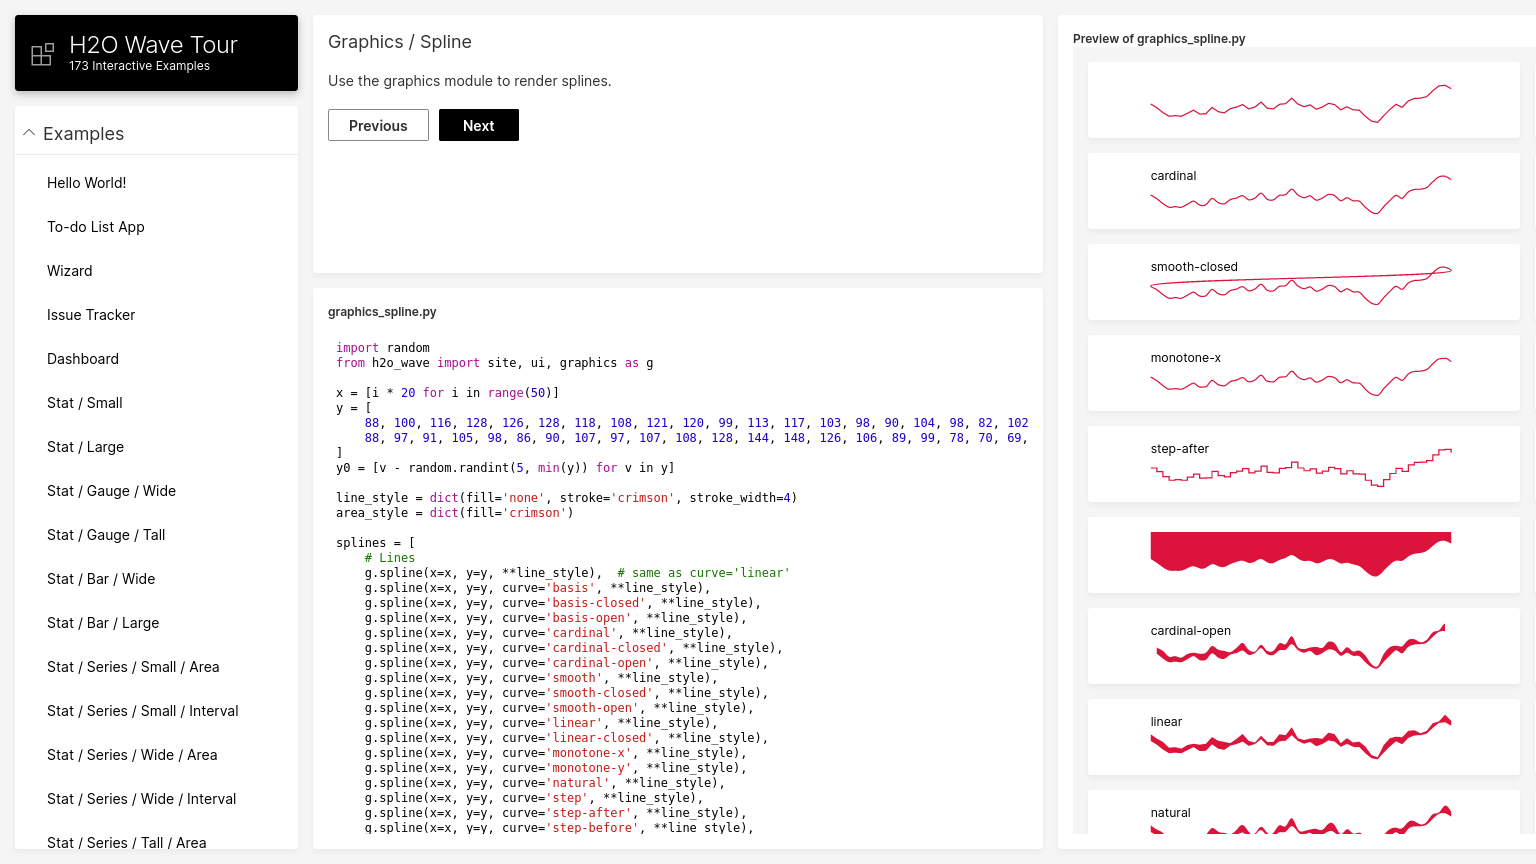 H2O Wave Tour
173 Interactive Examples
Examples
Hello World!
To-do List App
Wizard
Issue Tracker
Dashboard
Stat / Small
Stat / Large
Stat / Gauge / Wide
Stat / Gauge / Tall
Stat / Bar / Wide
Stat / Bar / Large
Stat / Series / Small / Area
Stat / Series / Small / Interval
Stat / Series / Wide / Area
Stat / Series / Wide / Interval
Stat / Series / Tall / Area
Graphics / Spline
Use the graphics module to render splines.
Previous
Next
graphics_spline.py
import random
from h2o_wave import site, ui, graphics as g
x = [i * 20 for i in range(50)]
y = [
88, 100, 116, 128, 126, 128, 118, 108, 121, 120, 99, 113, 117, 103, 98, 90, 104, 98, 82, 102
88, 97, 91, 105, 98, 86, 90, 107, 97, 107, 108, 128, 144, 148, 126, 106, 89, 99, 78, 70, 69,
]
y0 = [v - random.randint(5, min(y)) for v in y]
line_style = dict(fill='none', stroke='crimson', stroke_width=4)
area_style = dict(fill='crimson')
splines = [
# Lines
g.spline(x=x, y=y, **line_style),  # same as curve='linear'
g.spline(x=x, y=y, curve='basis', **line_style),
g.spline(x=x, y=y, curve='basis-closed', **line_style),
g.spline(x=x, y=y, curve='basis-open', **line_style),
g.spline(x=x, y=y, curve='cardinal', **line_style),
g.spline(x=x, y=y, curve='cardinal-closed', **line_style),
g.spline(x=x, y=y, curve='cardinal-open', **line_style),
g.spline(x=x, y=y, curve='smooth', **line_style),
g.spline(x=x, y=y, curve='smooth-closed', **line_style),
g.spline(x=x, y=y, curve='smooth-open', **line_style),
g.spline(x=x, y=y, curve='linear', **line_style),
g.spline(x=x, y=y, curve='linear-closed', **line_style),
g.spline(x=x, y=y, curve='monotone-x', **line_style),
g.spline(x=x, y=y, curve='monotone-y', **line_style),
g.spline(x=x, y=y, curve='natural', **line_style),
g.spline(x=x, y=y, curve='step', **line_style),
g.spline(x=x, y=y, curve='step-after', **line_style),
g.spline(x=x, y=y, curve='step-before', **line_style),
Preview of graphics_spline.py
cardinal
smooth-closed
monotone-x
step-after
cardinal-open
linear
natural